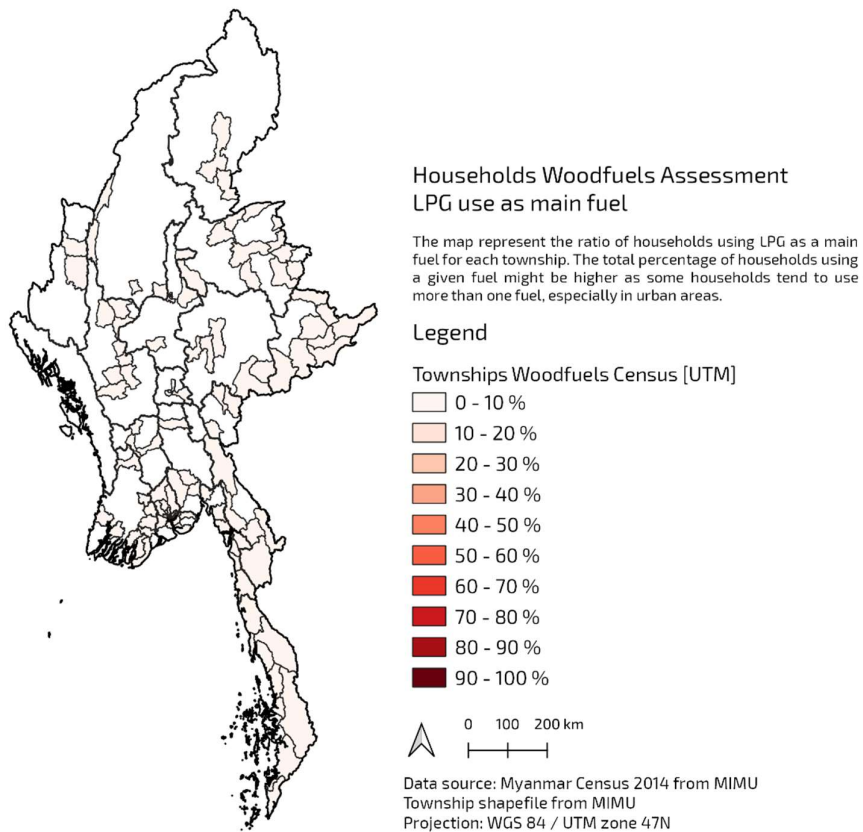 Households Woodfuels Assessment
LPG use as main fuel
The map represent the ratio of households using LPG as a main
fuel for each township. The total percentage of households using
a given fuel might be higher as some households tend to use
more than one fuel, especially in urban areas.
Legend
Townships Woodfuels Census [UTM]
0 - 10 %
10 - 20 %
20 - 30 %
30 - 40 %
40 - 50 %
50 - 60 %
60 - 70 %
70 - 80 %
80 - 90 %
90 - 100 %
0 100 200 km
Data source: Myanmar Census 2014 from MIMU
Township shapefile from MIMU
Projection: WGS 84 / UTM zone 47N